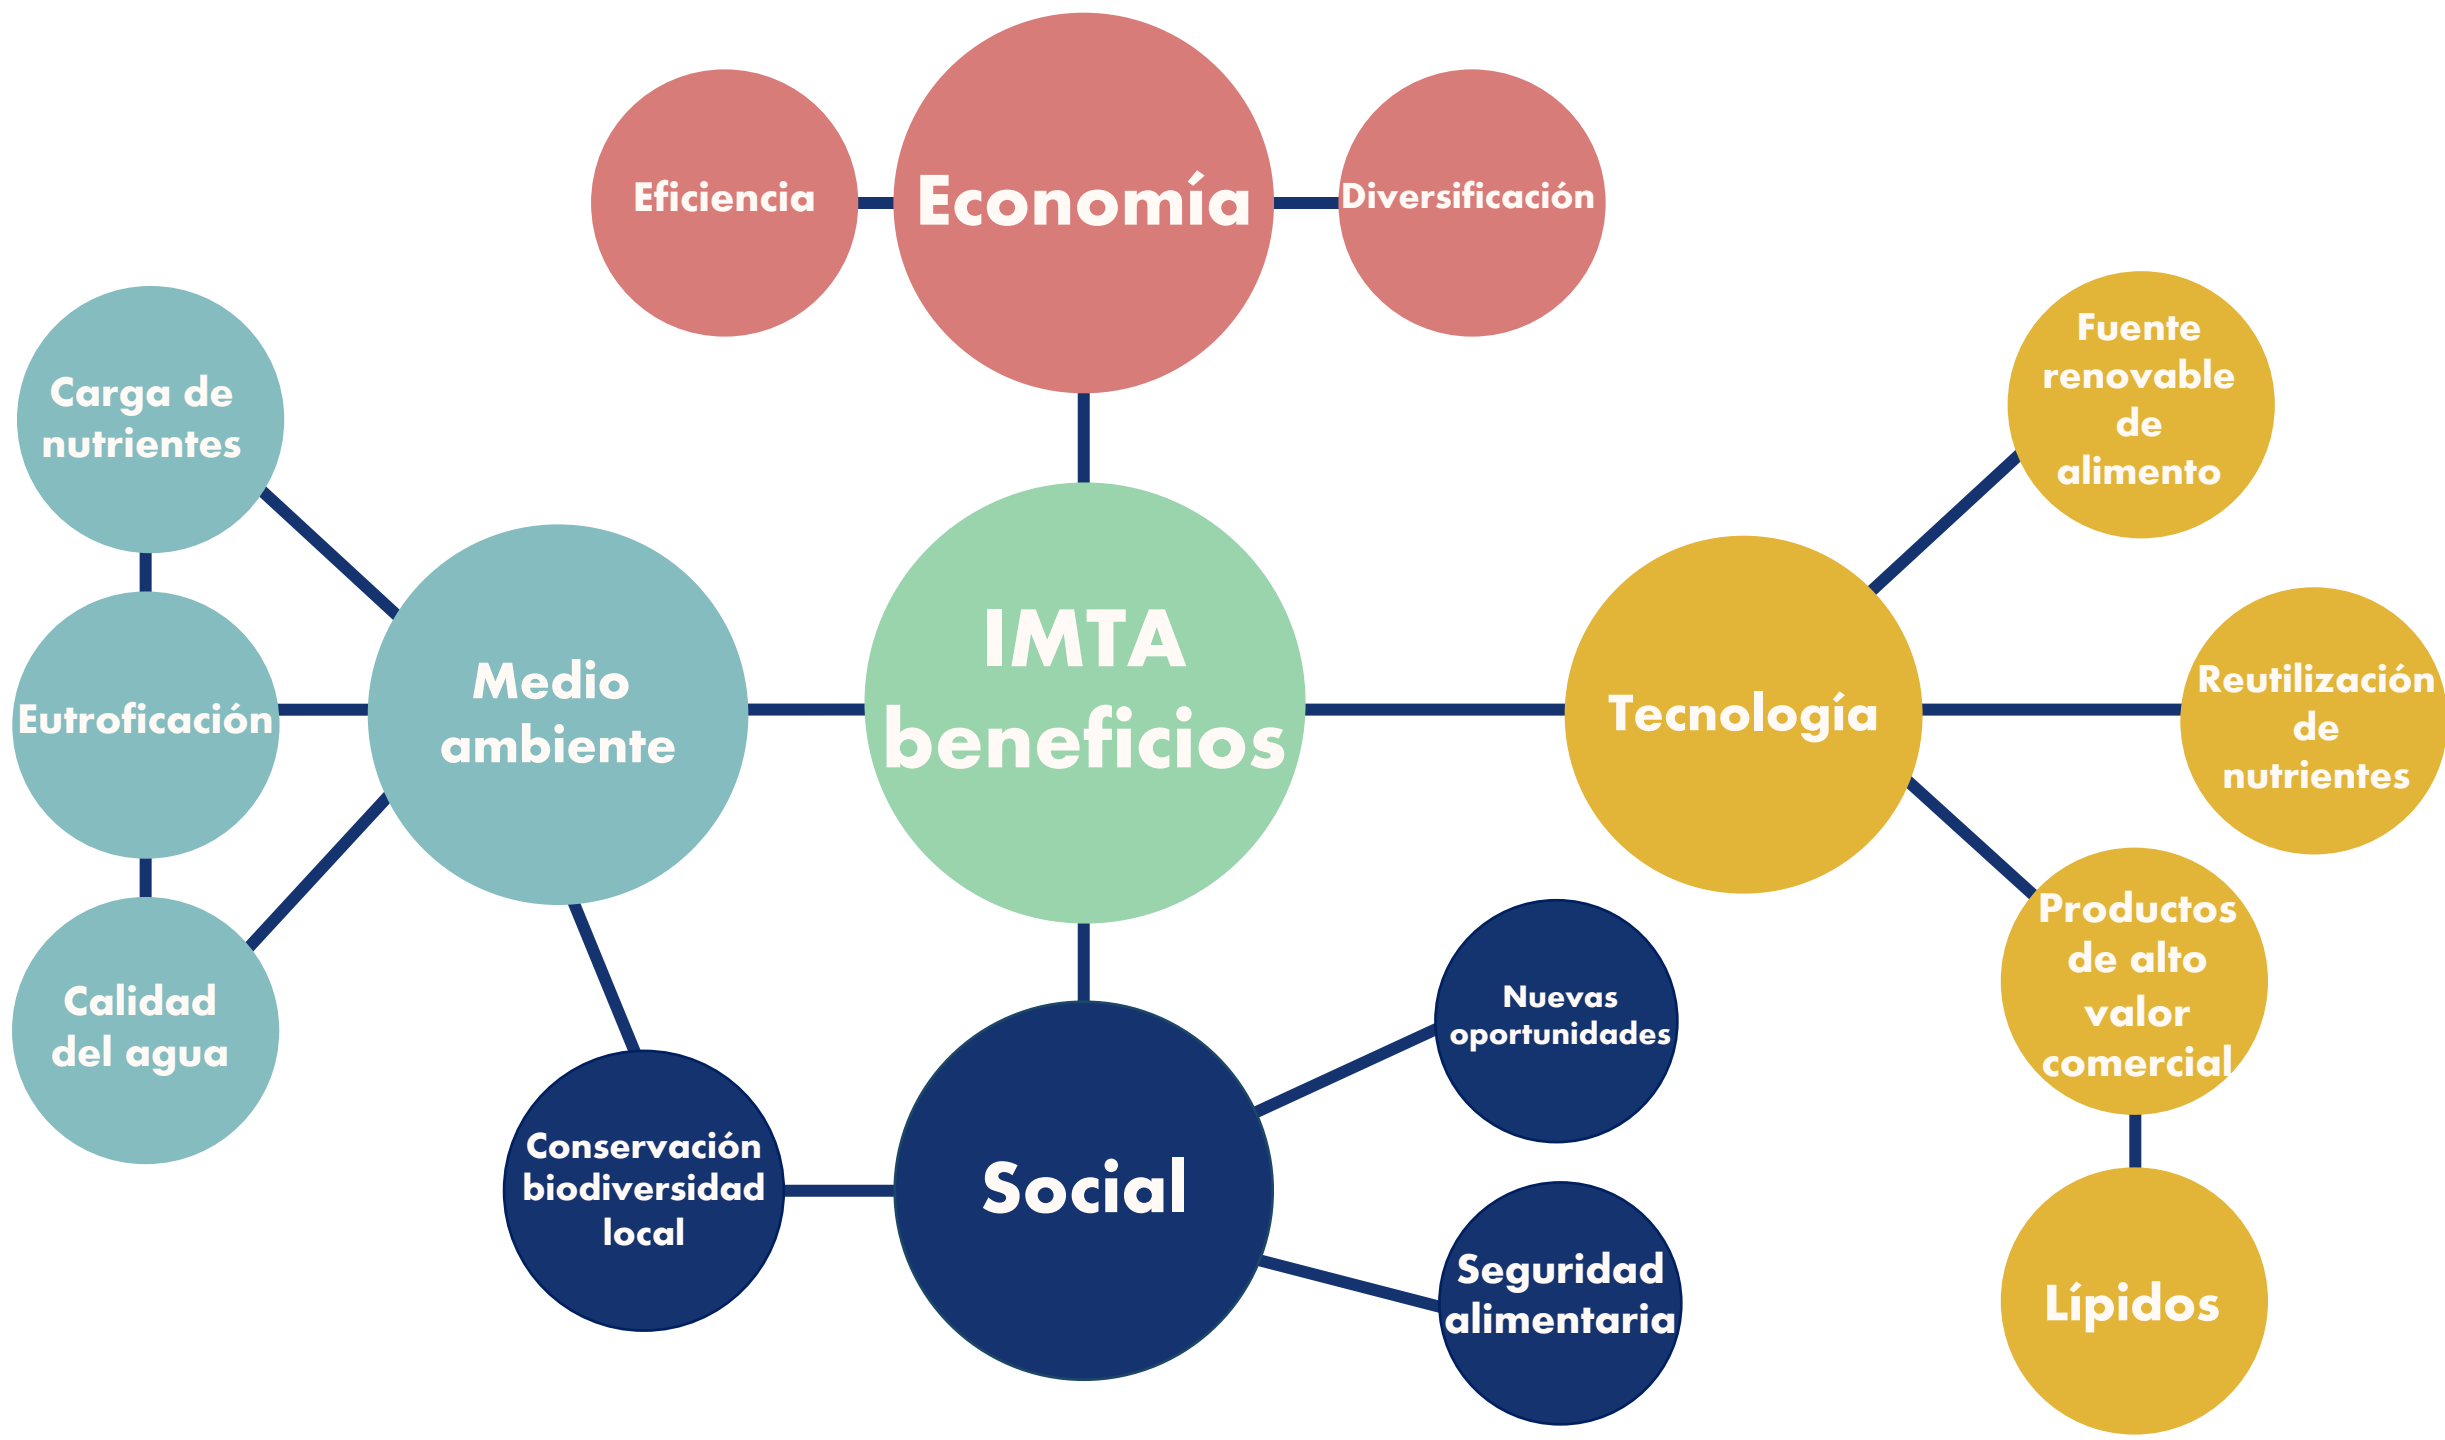 Economía
Eficiencia
Diversificación
Fuente
renovable
de
alimento
Carga de
nutrientes
IMTA
beneficios
Medio
ambiente
Eutroficación
Tecnología
Reutilización
de
nutrientes
Productos
de alto
valor
comercial
Calidad
del agua
Nuevas
oportunidades
Conservación
biodiversidad
local
Social
Seguridad
alimentaria
Lípidos